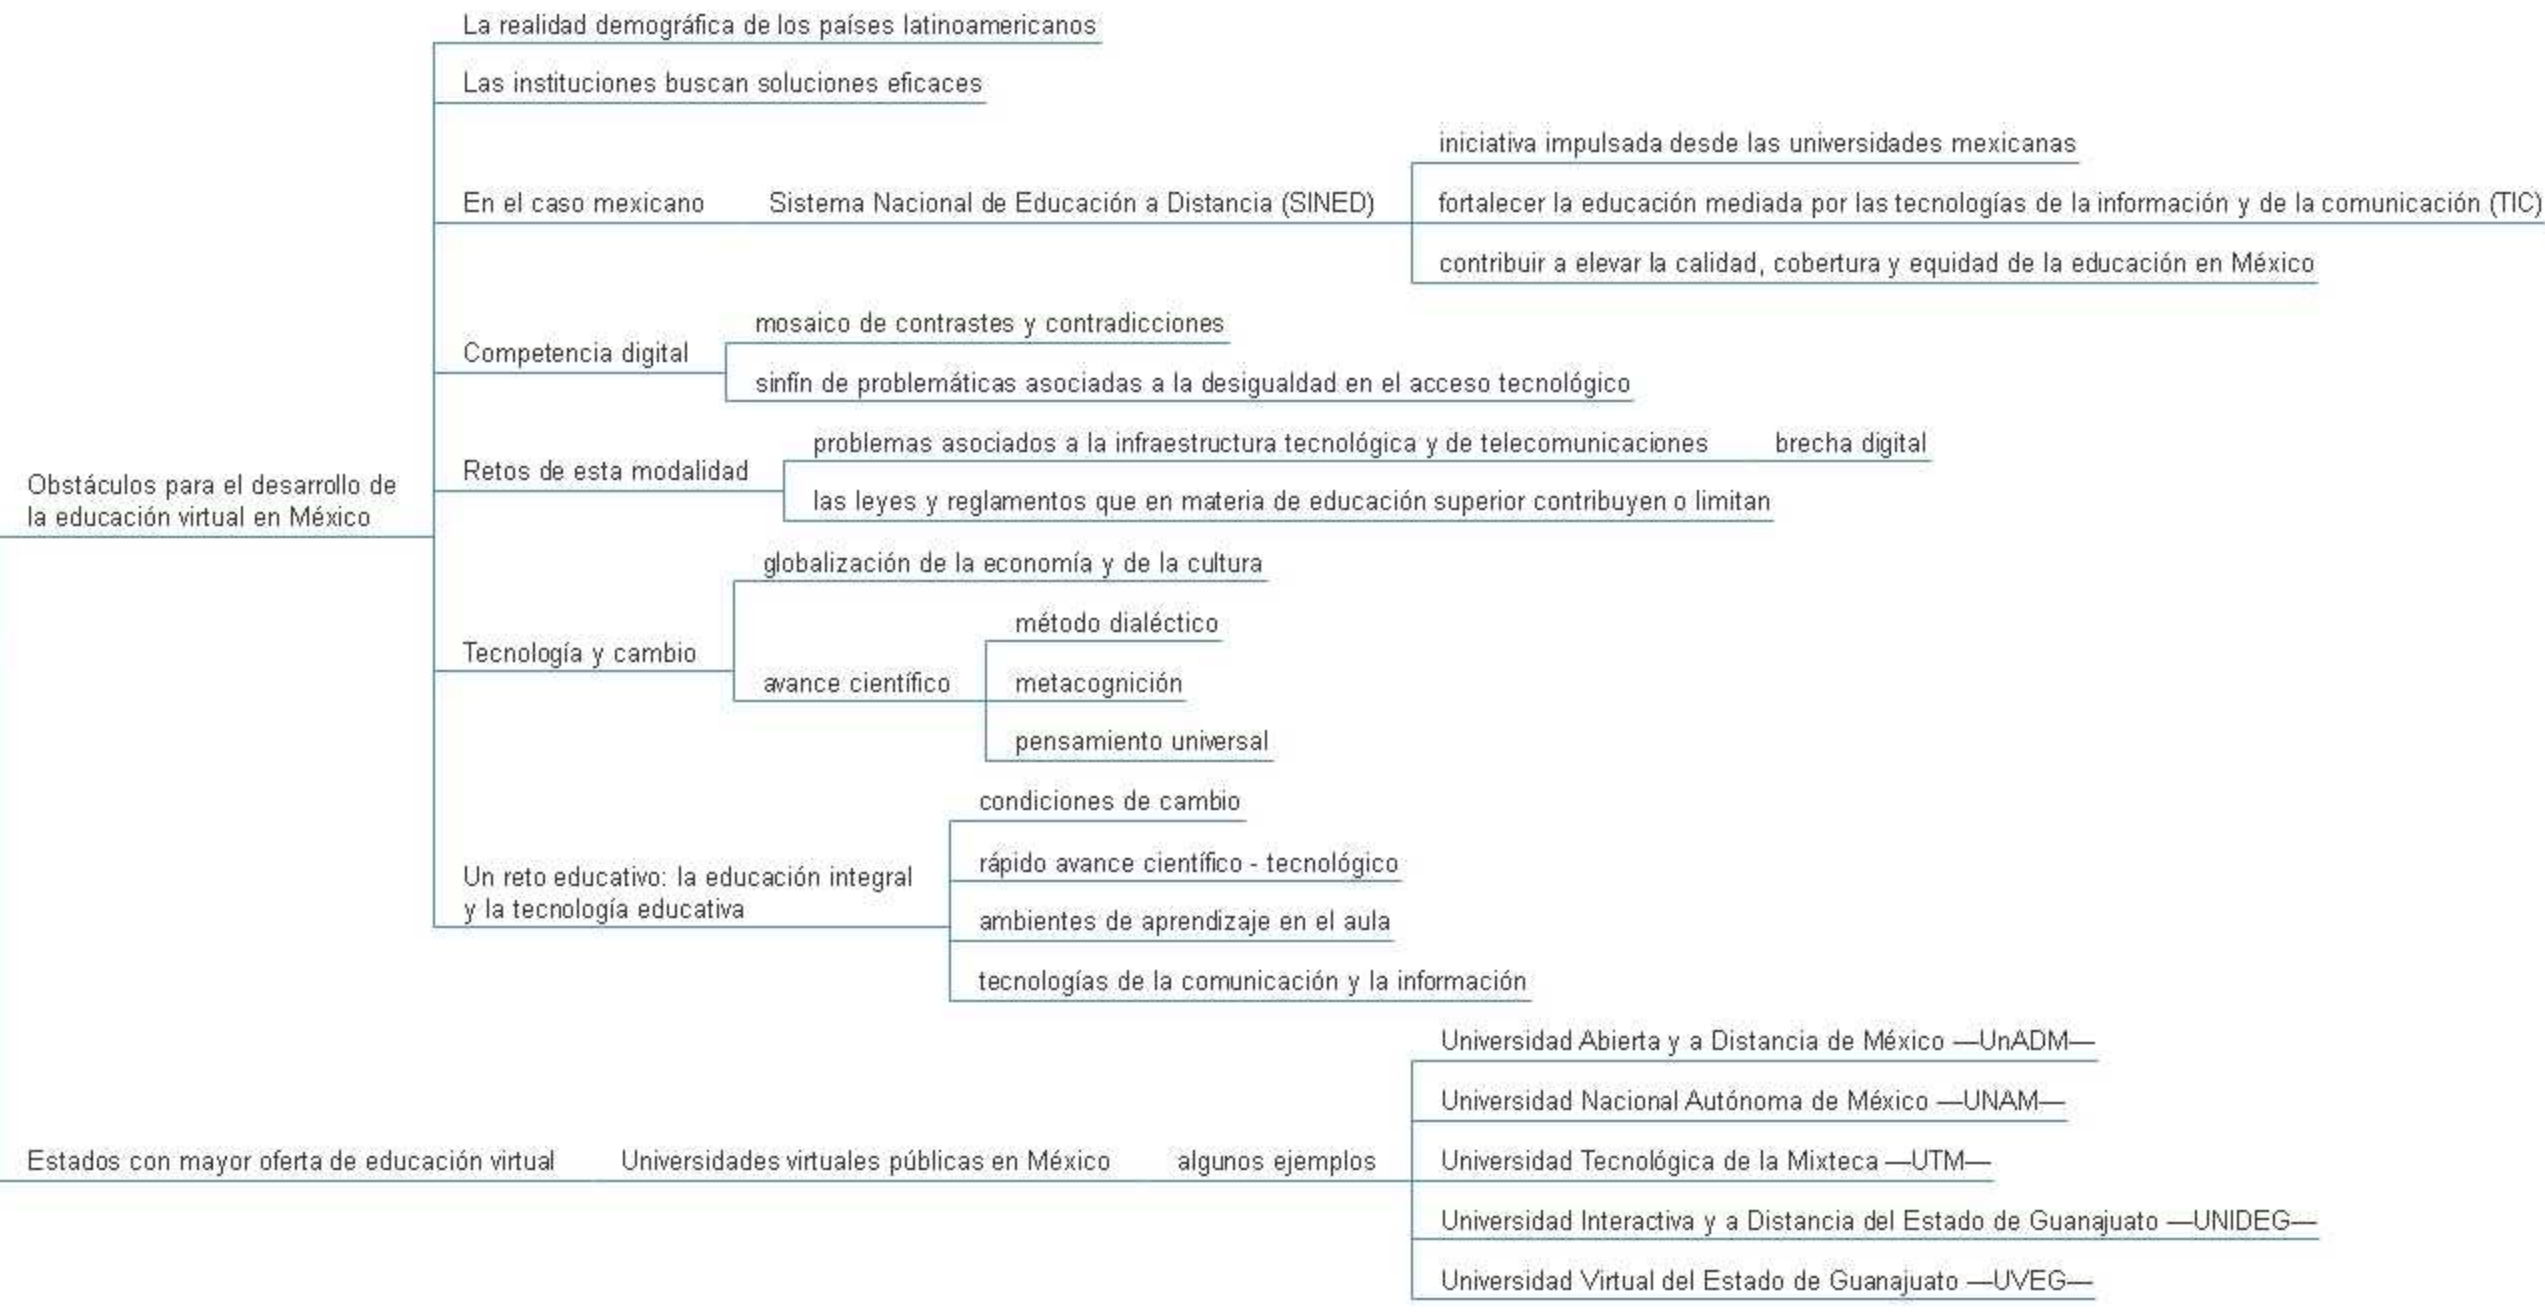 La realidad demográfica de los países latinoamericanos
Las instituciones buscan soluciones eficaces
iniciativa impulsada desde las universidades mexicanas
En el caso mexicano
Sistema Nacional de Educación a Distancia (SINED)
fortalecer la educación mediada por las tecnologías de la información y de la comunicación (TIC)
contribuir a elevar la calidad, cobertura y equidad de la educación en México
mosaico de contrastes y contradicciones
Competencia digital
sinfín de problemáticas asociadas a la desigualdad en el acceso tecnológico
problemas asociados a la infraestructura tecnológica y de telecomunicaciones
brecha digital
Retos de esta modalidad
las leyes y reglamentos que en materia de educación superior contribuyen o limitan
Obstáculos para el desarrollo de
la educación virtual en México
globalización de la economía y de la cultura
método dialéctico
Tecnología y cambio
avance científico
metacognición
pensamiento universal
condiciones de cambio
rápido avance científico - tecnológico
Un reto educativo: la educación integral
y la tecnología educativa
ambientes de aprendizaje en el aula
tecnologías de la comunicación y la información
Universidad Abierta y a Distancia de México —UnADM—
Universidad Nacional Autónoma de México —UNAM—
Estados con mayor oferta de educación virtual
Universidades virtuales públicas en México
algunos ejemplos
Universidad Tecnológica de la Mixteca —UTM—
Universidad Interactiva y a Distancia del Estado de Guanajuato —UNIDEG—
Universidad Virtual del Estado de Guanajuato —UVEG—